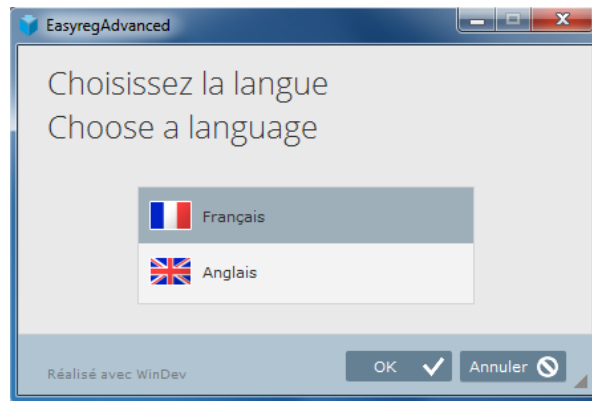 EasyregAdvanced
Choisissez la langue
Choose a language
Français
Anglais
Réalisé avec WinDev
OK
Annuler